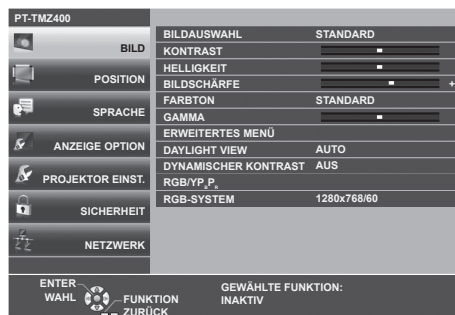 PT-TMZ400
BILD
POSITION
SPRACHE
ANZEIGE OPTION
PROJEKTOR EINST.
SICHERHEIT
NETZWERK
BILDAUSWAHL STANDARD
KONTRAST
HELLIGKEIT
BILDSCHÄRFE +
FARBTON STANDARD
GAMMA
ERWEITERTES MENÜ
DAYLIGHT VIEW AUTO
DYNAMISCHER KONTRAST AUS
RGB/YPBPR
RGB-SYSTEM 1280x768/60
ENTER
WAHL
FUNKTION
ZURÜCK
GEWÄHLTE FUNKTION:
INAKTIV